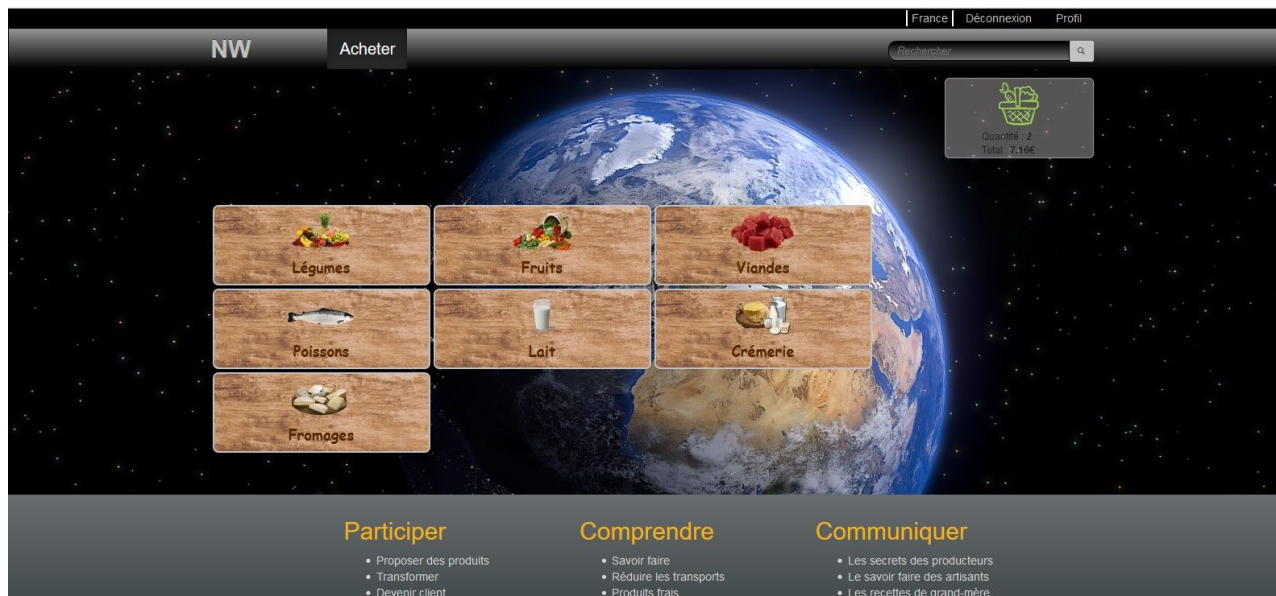 France Déconnexion Profil
NW Acheter Rechercher
Quantité : 2
Total : 7.16€
Légumes Fruits Viandes
Poissons Lait Crémerie
Fromages
Participer Comprendre Communiquer
Proposer des produits Savoir faire Les secrets des producteurs
Transformer Réduire les transports Le savoir faire des artisants
Devenir client Produits frais Les recettes de grand-mère